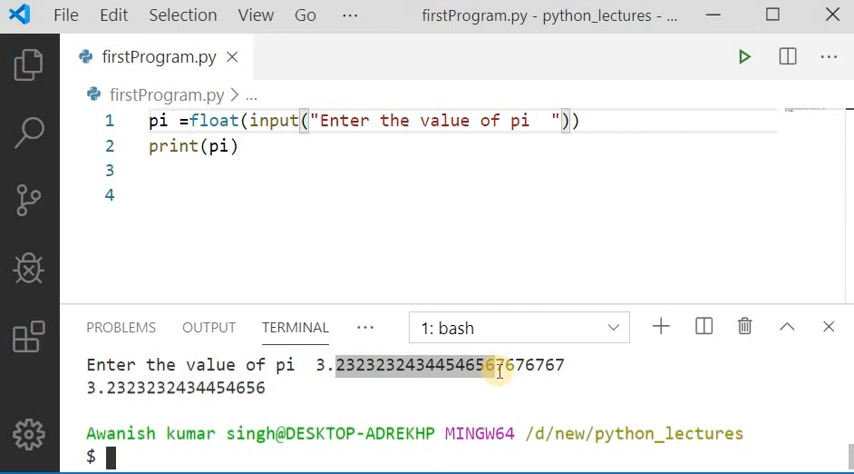 File Edit Selection View Go ··· firstProgram.py - python_lectures - ...
firstProgram.py
firstProgram.py > ...
1 pi =float(input("Enter the value of pi  "))
2 print(pi)
3
4
PROBLEMS OUTPUT TERMINAL ··· 1: bash
Enter the value of pi  3.23232324344546567676767
3.2323232434454656
Awanish kumar singh@DESKTOP-ADREKHP MINGW64 /d/new/python_lectures
$